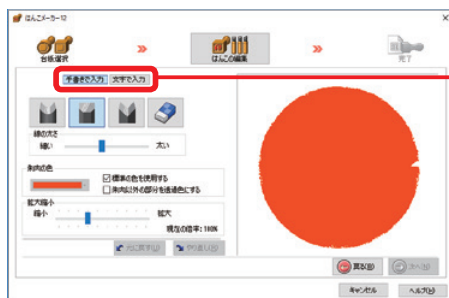 はんこメーカー12
台紙選択
はんこの編集
完了
手書きで入力 文字で入力
線の太さ
細い 太い
朱肉の色
標準の色を使用する
朱肉以外の部分を透過色にする
拡大縮小
縮小 拡大
現在の倍率: 100%
元に戻す(U) やり直し(R)
戻る(B) 次へ(N)
キャンセル ヘルプ(H)